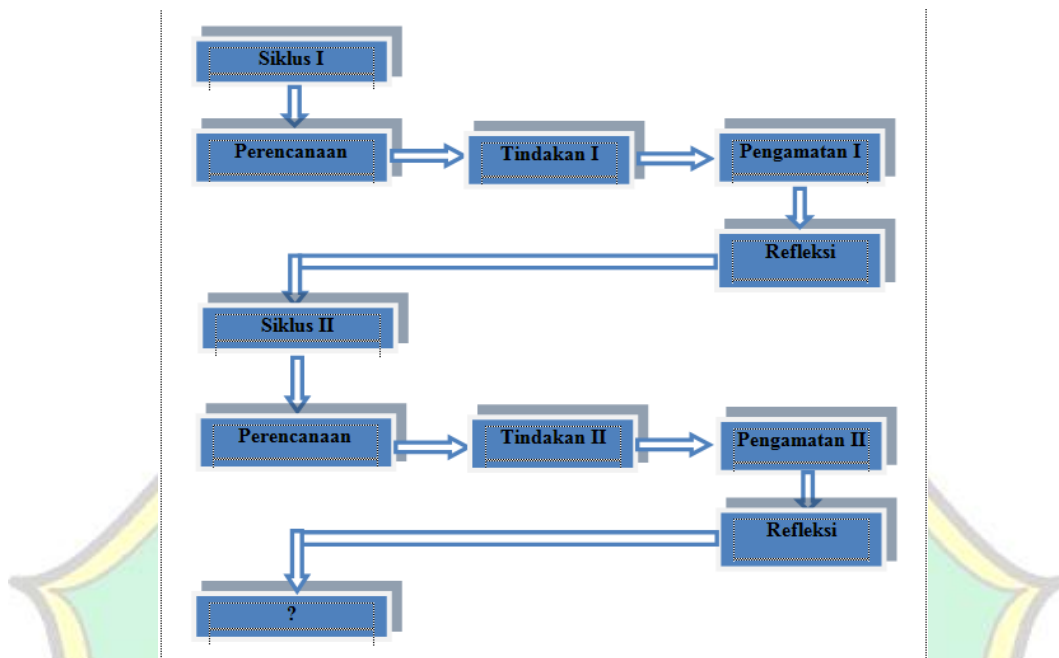 Siklus I
Perencanaan
Tindakan I
Pengamatan I
Refleksi
Siklus II
Perencanaan
Tindakan II
Pengamatan II
Refleksi
?